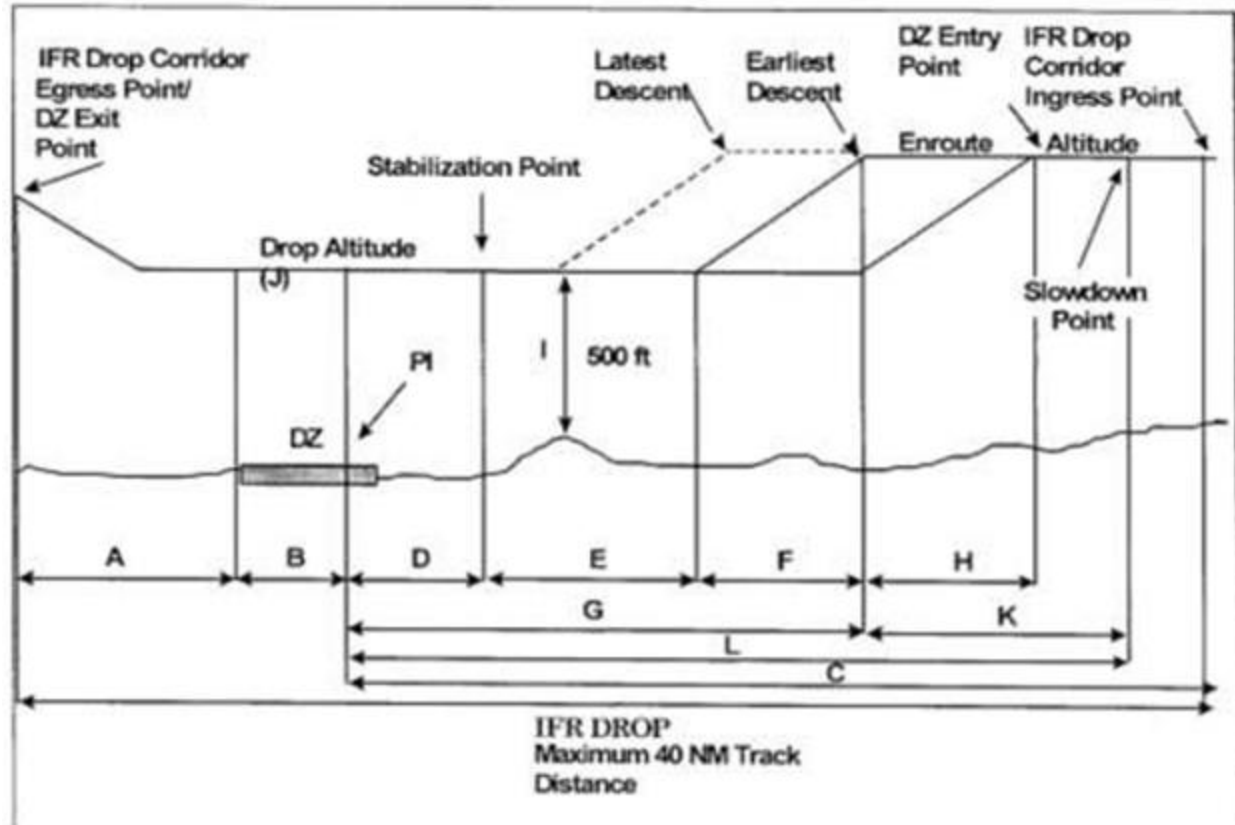 IFR Drop Corridor
Egress Point/
DZ Exit
Point
Latest
Descent
Earliest
Descent
DZ Entry
Point
IFR Drop
Corridor
Ingress Point
Enroute Altitude
Stabilization Point
Drop Altitude
(J)
Slowdown
Point
I
500 ft
PI
DZ
A
B
D
E
F
H
G
K
L
C
IFR DROP
Maximum 40 NM Track
Distance